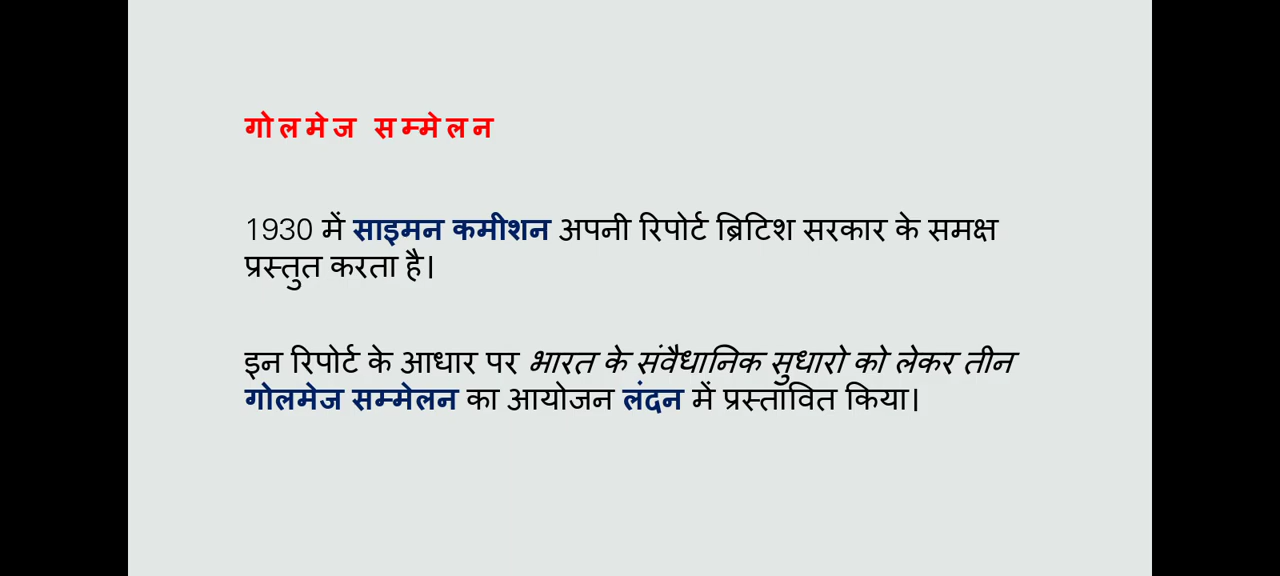 गोलमेज सम्मेलन
1930 में साइमन कमीशन अपनी रिपोर्ट ब्रिटिश सरकार के समक्ष
प्रस्तुत करता है।
इन रिपोर्ट के आधार पर भारत के संवैधानिक सुधारो को लेकर तीन
गोलमेज सम्मेलन का आयोजन लंदन में प्रस्तावित किया।